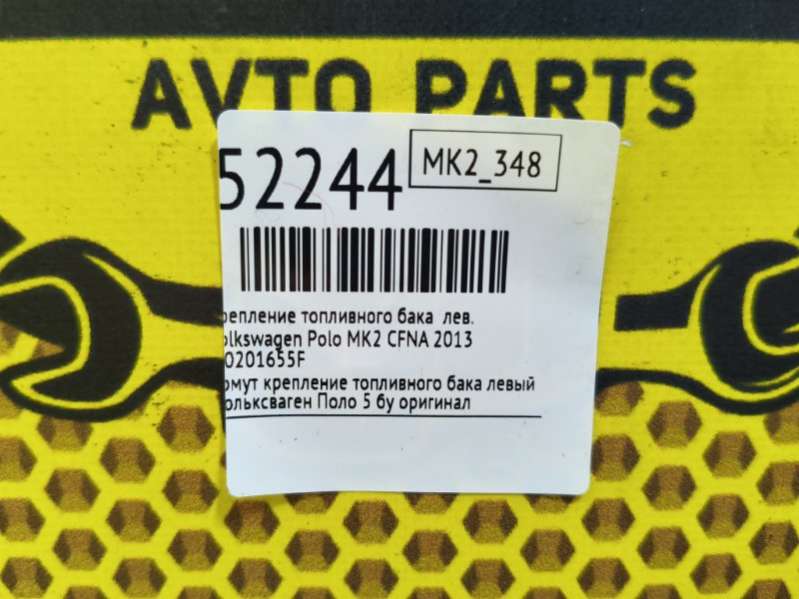 AVTO PARTS
52244
MK2_348
репление топливного бака лев.
olkswagen Polo MK2 CFNA 2013
0201655F
омут крепление топливного бака левый
ольксваген Поло 5 бу оригинал